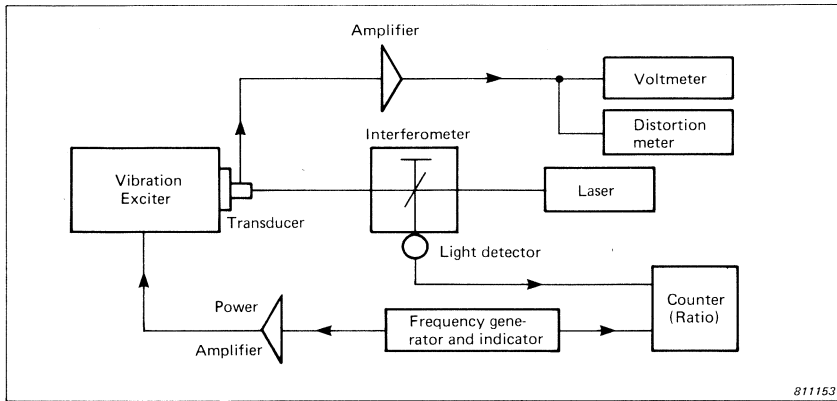 Amplifier
Voltmeter
Distortion
meter
Interferometer
Vibration
Exciter
Laser
Transducer
Light detector
Power
Amplifier
Frequency gene-
rator and indicator
Counter
(Ratio)
811153